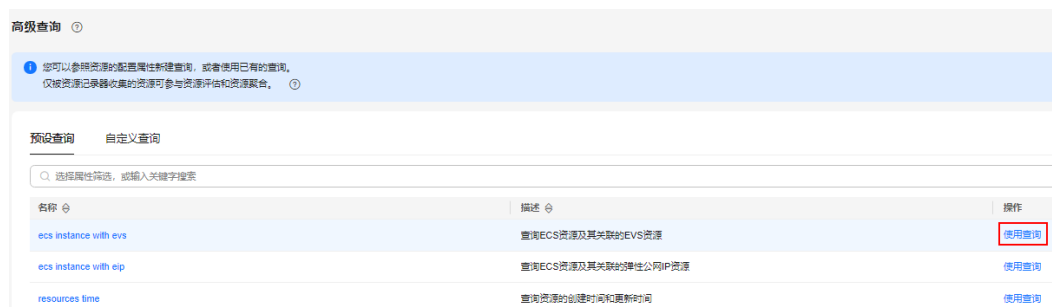 高级查询
您可以参照资源的配置属性新建查询，或者使用已有的查询。
仅被资源记录器收集的资源可参与资源评估和资源聚合。
预设查询 自定义查询
选择属性筛选，或输入关键字搜索
名称 描述 操作
ecs instance with evs 查询ECS资源及其关联的EVS资源 使用查询
ecs instance with eip 查询ECS资源及其关联的弹性公网IP资源 使用查询
resources time 查询资源的创建时间和更新时间 使用查询